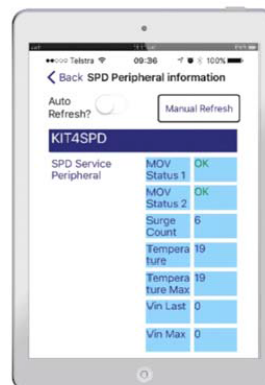 Telstra 09:36 100%
Back SPD Peripheral information
Auto
Refresh?
Manual Refresh
KIT4SPD
SPD Service
Peripheral
MOV
Status 1
OK
MOV
Status 2
OK
Surge
Count
6
Tempera
ture
19
Tempera
ture Max
19
Vin Last 0
Vin Max 0